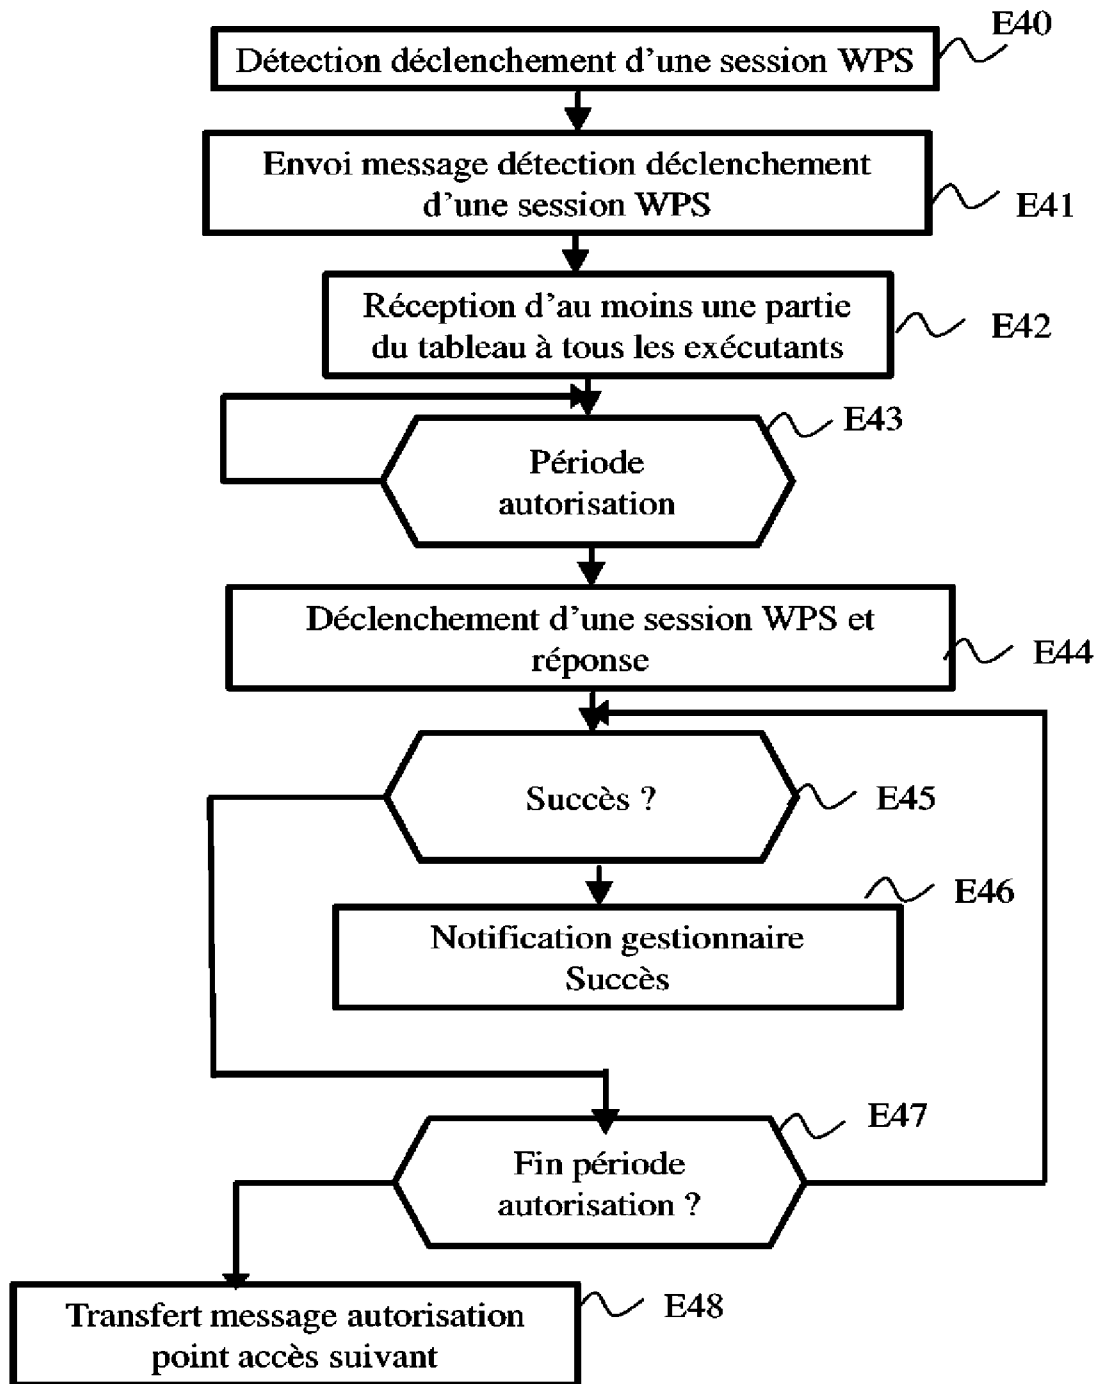 E40
Détection déclenchement d'une session WPS
Envoi message détection déclenchement
d'une session WPS
E41
Réception d'au moins une partie
du tableau à tous les exécutants
E42
E43
Période
autorisation
Déclenchement d'une session WPS et
réponse
E44
Succès ?
E45
E46
Notification gestionnaire
Succès
E47
Fin période
autorisation ?
Transfert message autorisation
point accès suivant
E48